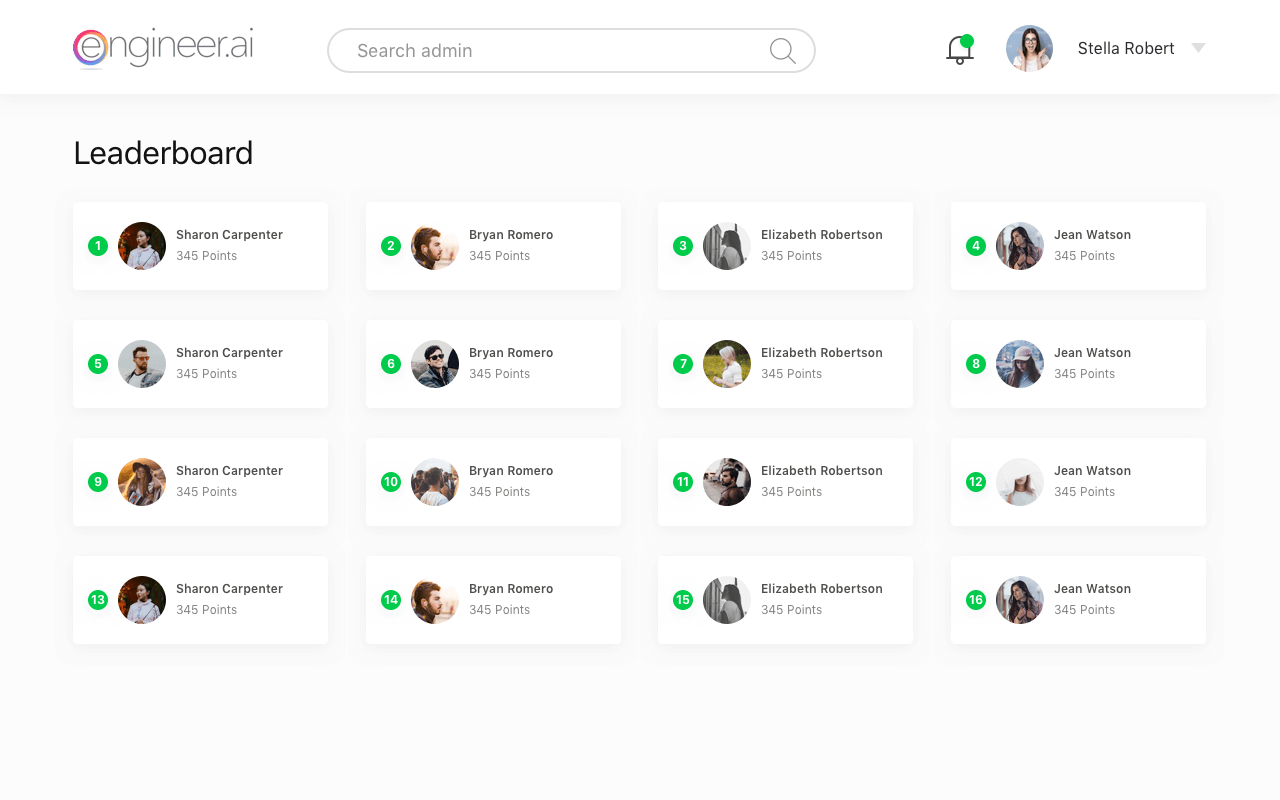 engineer.ai
Search admin
Stella Robert
Leaderboard
1
Sharon Carpenter
345 Points
2
Bryan Romero
345 Points
3
Elizabeth Robertson
345 Points
4
Jean Watson
345 Points
5
Sharon Carpenter
345 Points
6
Bryan Romero
345 Points
7
Elizabeth Robertson
345 Points
8
Jean Watson
345 Points
9
Sharon Carpenter
345 Points
10
Bryan Romero
345 Points
11
Elizabeth Robertson
345 Points
12
Jean Watson
345 Points
13
Sharon Carpenter
345 Points
14
Bryan Romero
345 Points
15
Elizabeth Robertson
345 Points
16
Jean Watson
345 Points